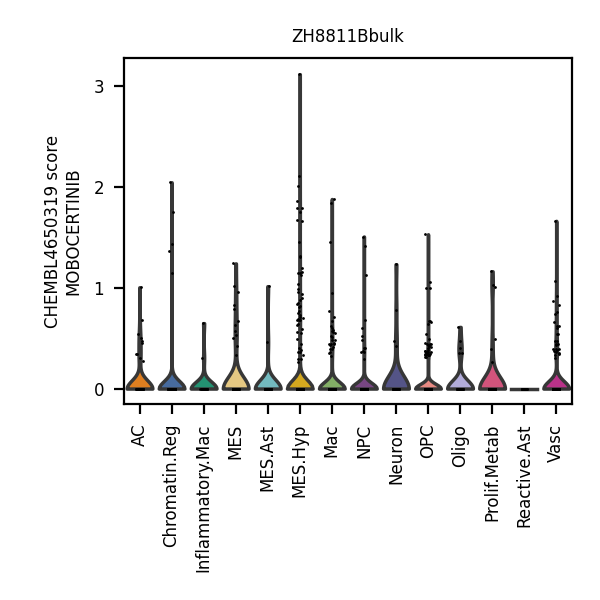 ZH8811Bbulk
CHEMBL4650319 score
MOBOCERTINIB
3
2
1
0
AC
Chromatin.Reg
Inflammatory.Mac
MES
MES.Ast
MES.Hyp
Mac
NPC
Neuron
OPC
Oligo
Prolif.Metab
Reactive.Ast
Vasc